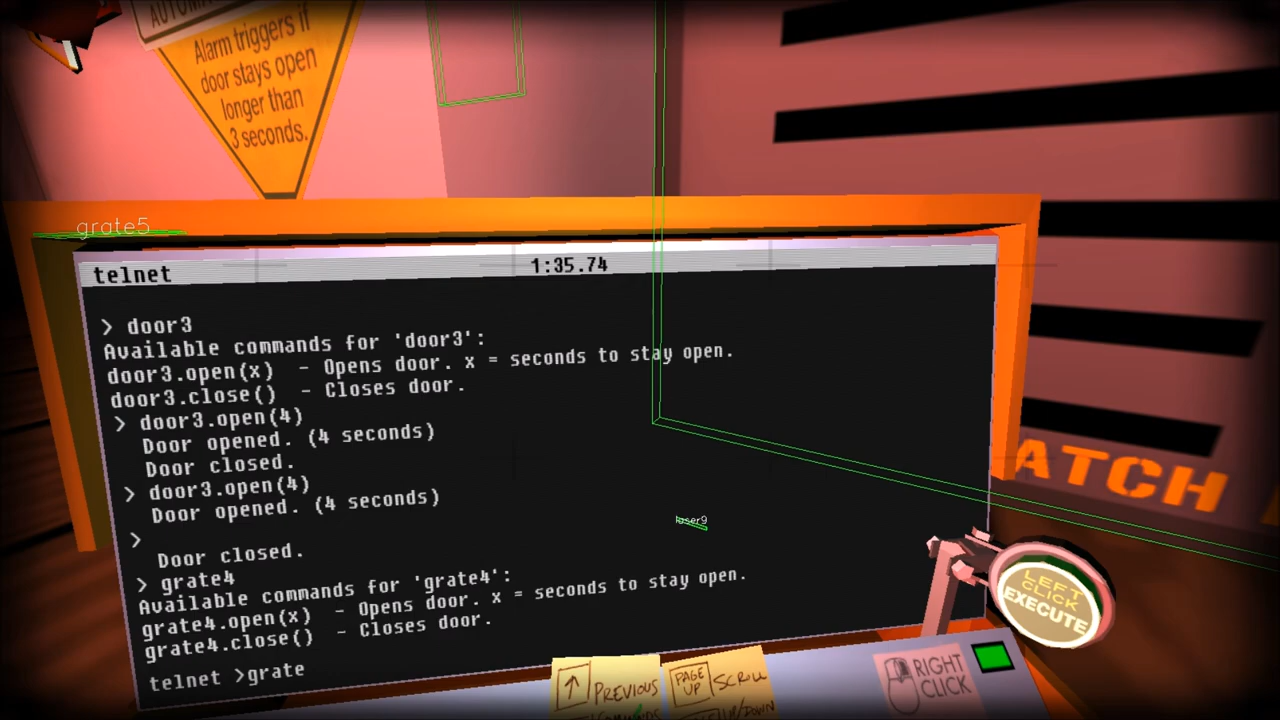 AUTOMA
Alarm triggers if
door stays open
longer than
3 seconds.
grate5
telnet 1:35.74
> door3
Available commands for 'door3':
door3.open(x) - Opens door. x = seconds to stay open.
door3.close() - Closes door.
> door3.open(4)
Door opened. (4 seconds)
Door closed.
> door3.open(4)
Door opened. (4 seconds)
>
Door closed.
> grate4
Available commands for 'grate4':
grate4.open(x) - Opens door. x = seconds to stay open.
grate4.close() - Closes door.
telnet >grate
laser9
ATCH
LEFT
CLICK
EXECUTE
↑ PREVIOUS
PAGE
UP SCROLL
RIGHT
CLICK